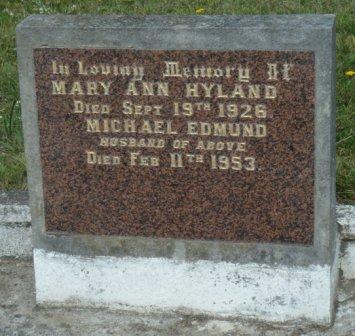 In Loving Memory Of
MARY ANN HYLAND
DIED SEPT 19TH 1926
MICHAEL EDMUND
HUSBAND OF ABOVE
DIED FEB 11TH 1953.